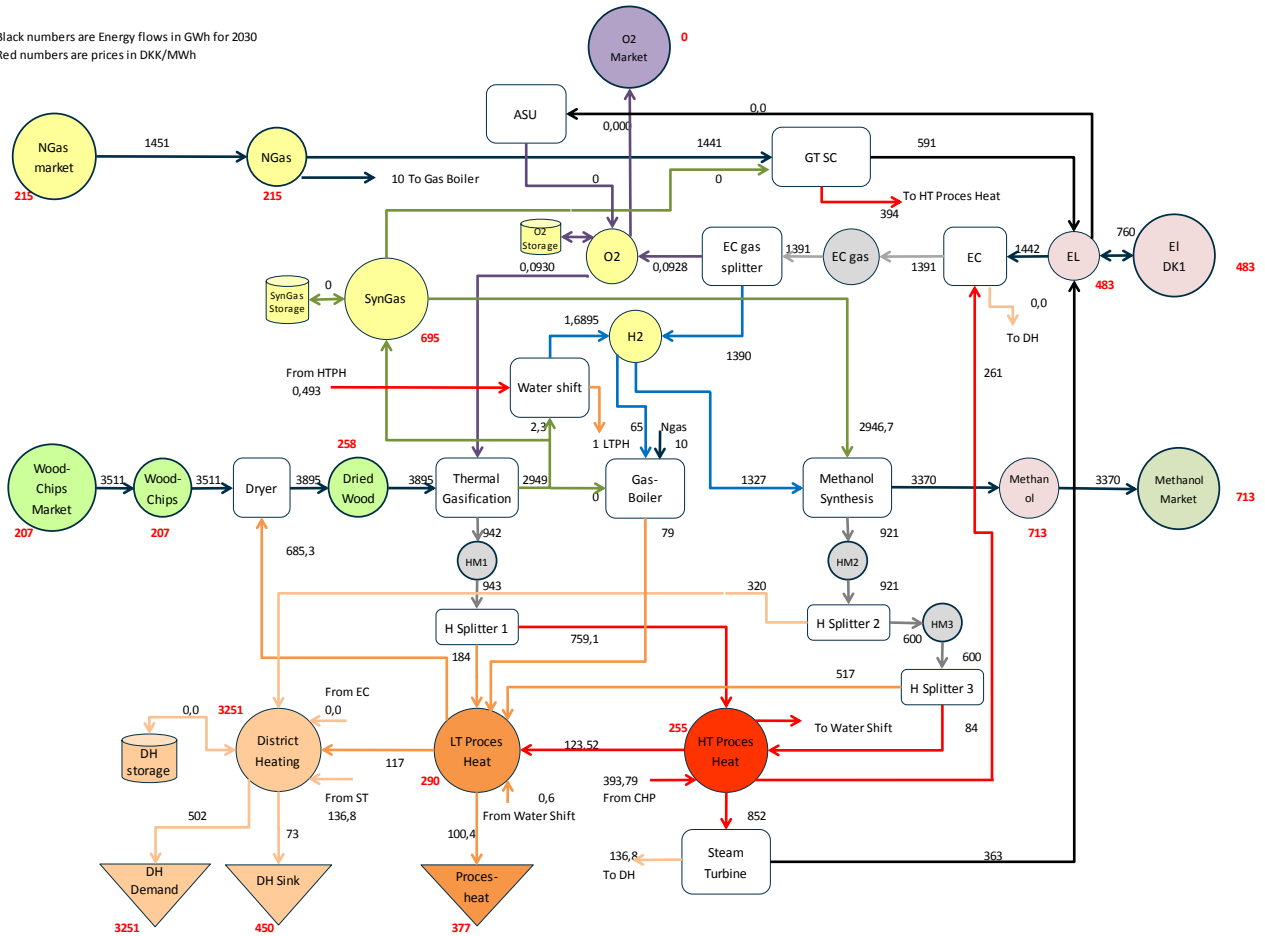 Black numbers are Energy flows in GWh for 2030
Red numbers are prices in DKK/MWh
O2
Market
0
ASU
0,0
0,000
NGas
market
215
1451
NGas
215
1441
10 To Gas Boiler
GT SC
591
0
0
To HT Proces Heat
394
O2
Storage
O2
0,0930
0,0928
EC gas
splitter
1391
EC gas
1391
EC
1442
EL
483
760
El
DK1
483
0,0
To DH
SynGas
Storage
0
SynGas
695
1,6895
H2
1390
From HTPH
0,493
Water shift
261
2,3
1 LTPH
65
Ngas
10
2946,7
258
Wood-
Chips
Market
207
3511
Wood-
Chips
207
3511
Dryer
3895
Dried
Wood
3895
Thermal
Gasification
2949
0
Gas-
Boiler
1327
Methanol
Synthesis
3370
Methan
ol
713
3370
Methanol
Market
713
685,3
942
HM1
943
79
921
HM2
921
320
H Splitter 1
759,1
184
H Splitter 2
600
HM3
600
517
H Splitter 3
84
From EC
0,0
0,0
3251
DH
storage
District
Heating
117
LT Proces
Heat
290
123,52
255
HT Proces
Heat
To Water Shift
393,79
From CHP
From ST
136,8
0,6
From Water Shift
502
73
100,4
852
136,8
To DH
Steam
Turbine
363
DH
Demand
3251
DH Sink
450
Proces-
heat
377